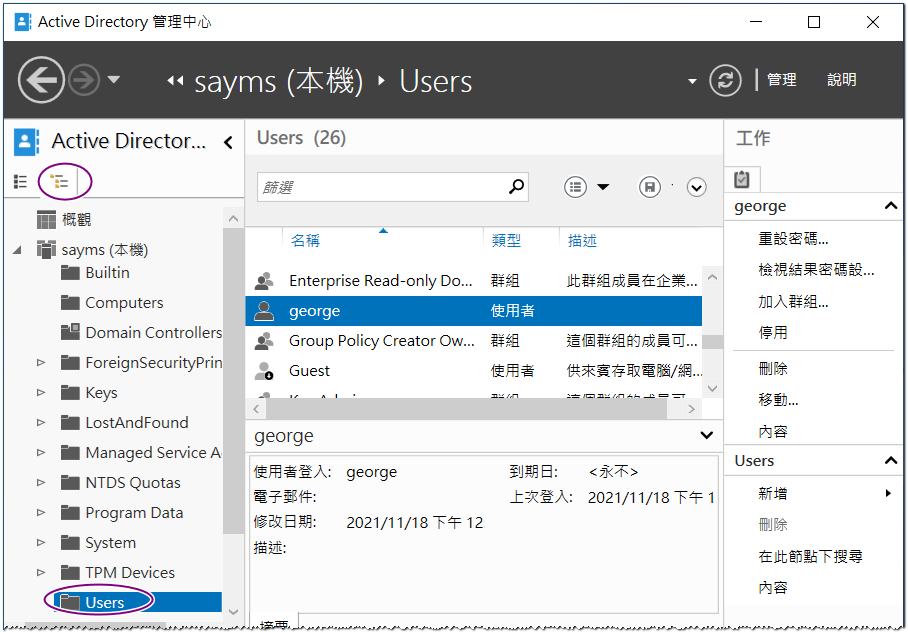 Active Directory 管理中心
sayms (本機) Users
管理 說明
Active Director...
概觀
sayms (本機)
Builtin
Computers
Domain Controllers
ForeignSecurityPrin
Keys
LostAndFound
Managed Service A
NTDS Quotas
Program Data
System
TPM Devices
Users
Users (26)
篩選
名稱 類型 描述
Enterprise Read-only Do... 群組 此群組成員在企業...
george 使用者
Group Policy Creator Ow... 群組 這個群組的成員可...
Guest 使用者 供來賓存取電腦/網...
george
使用者登入: george 到期日: <永不>
電子郵件: 上次登入: 2021/11/18 下午 1
修改日期: 2021/11/18 下午 12
描述:
摘要
工作
george
重設密碼...
檢視結果密碼設...
加入群組...
停用
刪除
移動...
內容
Users
新增
刪除
在此節點下搜尋
內容